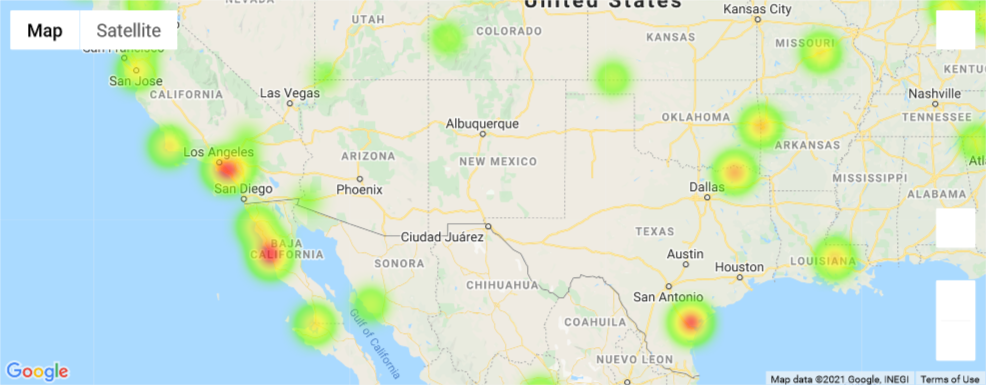 United States
NEVADA
Kansas City
UTAH
COLORADO
KANSAS
MISSOURI
Map
Satellite
San Francisco
San Jose
KENTU
CALIFORNIA
Las Vegas
Nashville
TENNESSEE
Albuquerque
OKLAHOMA
Los Angeles
ARIZONA
NEW MEXICO
ARKANSAS
Atl
San Diego
Phoenix
Dallas
MISSISSIPPI
ALABAMA
Ciudad Juárez
TEXAS
BAJA
CALIFORNIA
SONORA
Austin
Houston
LOUISIANA
CHIHUAHUA
San Antonio
Gulf of California
COAHUILA
NUEVO LEON
Google
Map data ©2021 Google, INEGI
Terms of Use